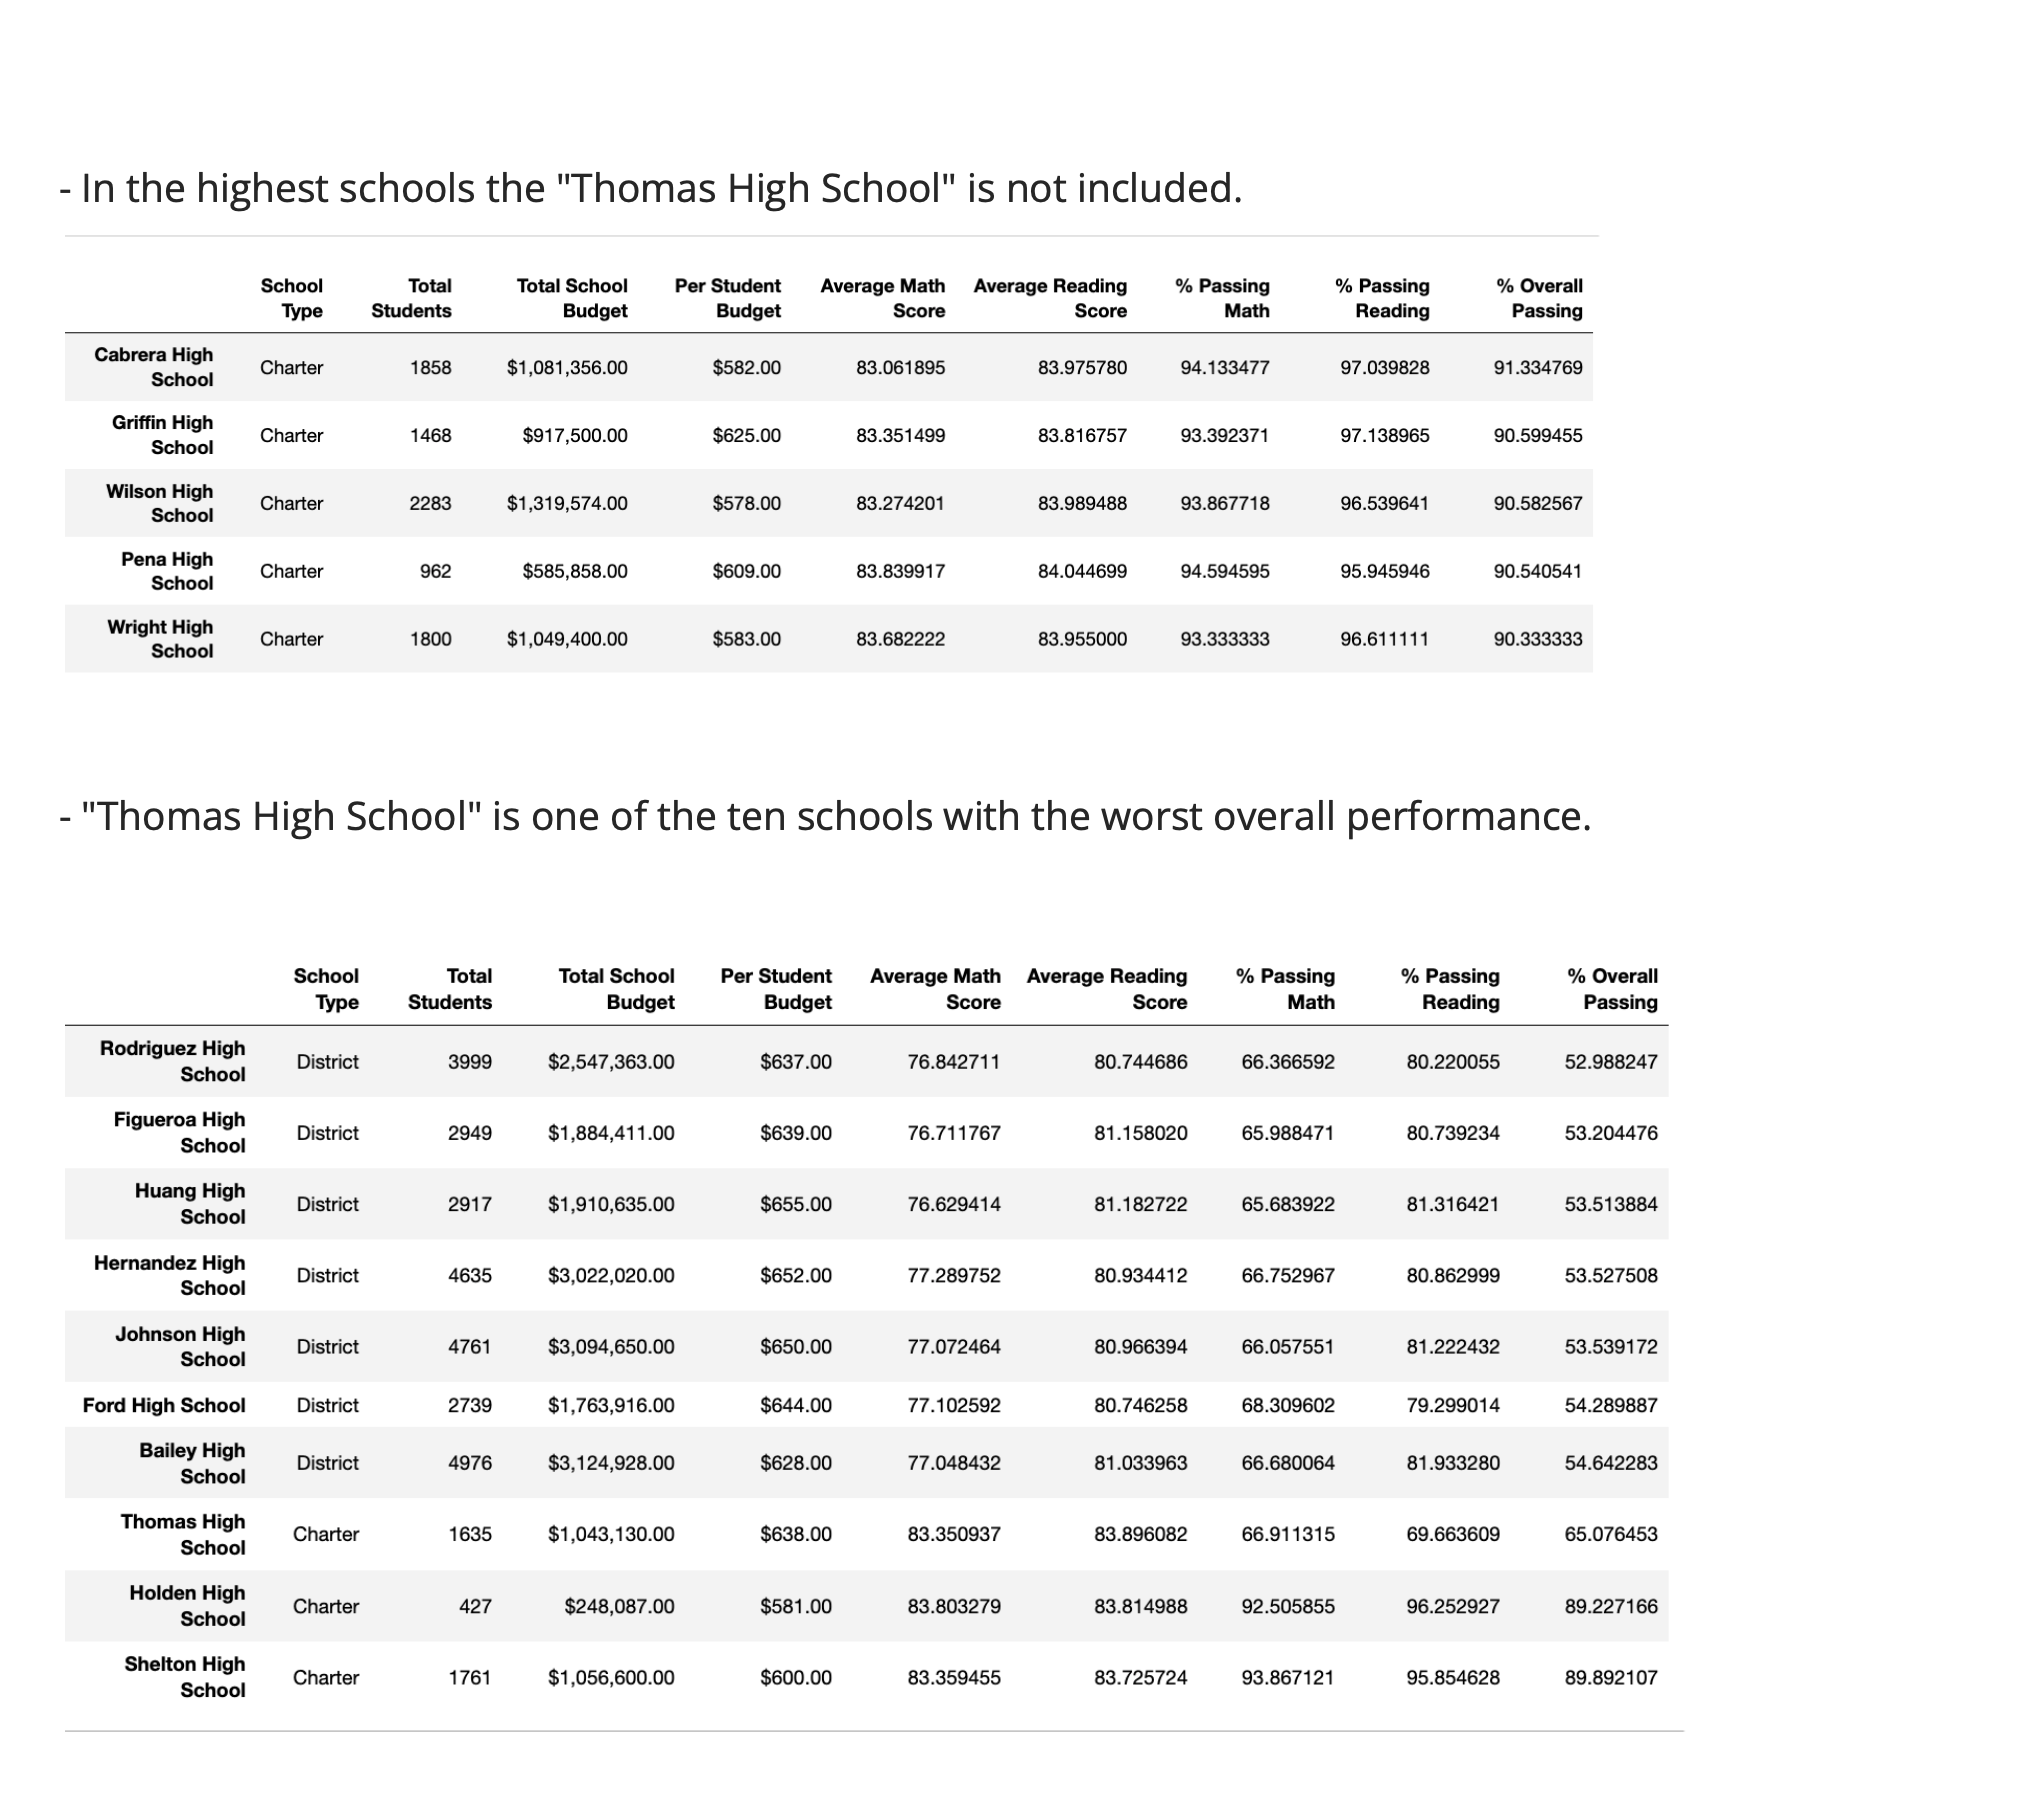 - In the highest schools the "Thomas High School" is not included.
School Total Total School Per Student Average Math Average Reading % Passing % Passing % Overall
Type Students Budget Budget Score Score Math Reading Passing
Cabrera High
School Charter 1858 $1,081,356.00 $582.00 83.061895 83.975780 94.133477 97.039828 91.334769
Griffin High
School Charter 1468 $917,500.00 $625.00 83.351499 83.816757 93.392371 97.138965 90.599455
Wilson High
School Charter 2283 $1,319,574.00 $578.00 83.274201 83.989488 93.867718 96.539641 90.582567
Pena High
School Charter 962 $585,858.00 $609.00 83.839917 84.044699 94.594595 95.945946 90.540541
Wright High
School Charter 1800 $1,049,400.00 $583.00 83.682222 83.955000 93.333333 96.611111 90.333333
- "Thomas High School" is one of the ten schools with the worst overall performance.
School Total Total School Per Student Average Math Average Reading % Passing % Passing % Overall
Type Students Budget Budget Score Score Math Reading Passing
Rodriguez High
School District 3999 $2,547,363.00 $637.00 76.842711 80.744686 66.366592 80.220055 52.988247
Figueroa High
School District 2949 $1,884,411.00 $639.00 76.711767 81.158020 65.988471 80.739234 53.204476
Huang High
School District 2917 $1,910,635.00 $655.00 76.629414 81.182722 65.683922 81.316421 53.513884
Hernandez High
School District 4635 $3,022,020.00 $652.00 77.289752 80.934412 66.752967 80.862999 53.527508
Johnson High
School District 4761 $3,094,650.00 $650.00 77.072464 80.966394 66.057551 81.222432 53.539172
Ford High School District 2739 $1,763,916.00 $644.00 77.102592 80.746258 68.309602 79.299014 54.289887
Bailey High
School District 4976 $3,124,928.00 $628.00 77.048432 81.033963 66.680064 81.933280 54.642283
Thomas High
School Charter 1635 $1,043,130.00 $638.00 83.350937 83.896082 66.911315 69.663609 65.076453
Holden High
School Charter 427 $248,087.00 $581.00 83.803279 83.814988 92.505855 96.252927 89.227166
Shelton High
School Charter 1761 $1,056,600.00 $600.00 83.359455 83.725724 93.867121 95.854628 89.892107